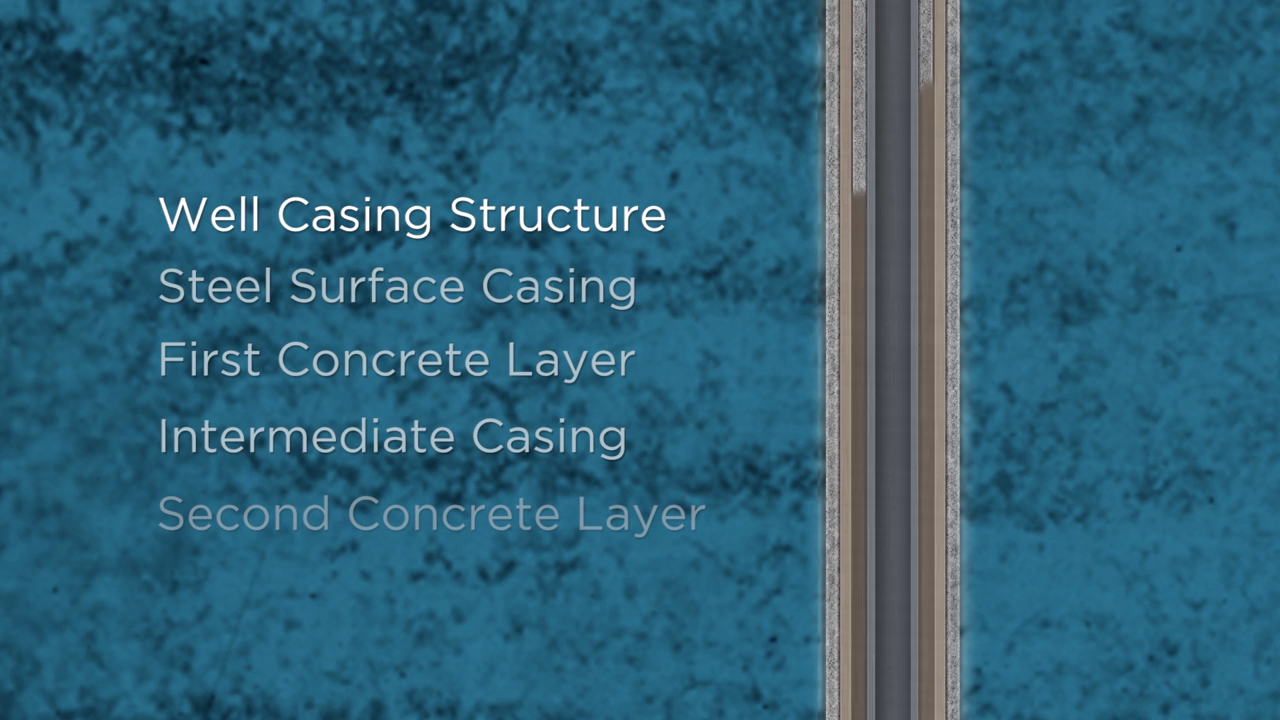 Well Casing Structure
Steel Surface Casing
First Concrete Layer
Intermediate Casing
Second Concrete Layer